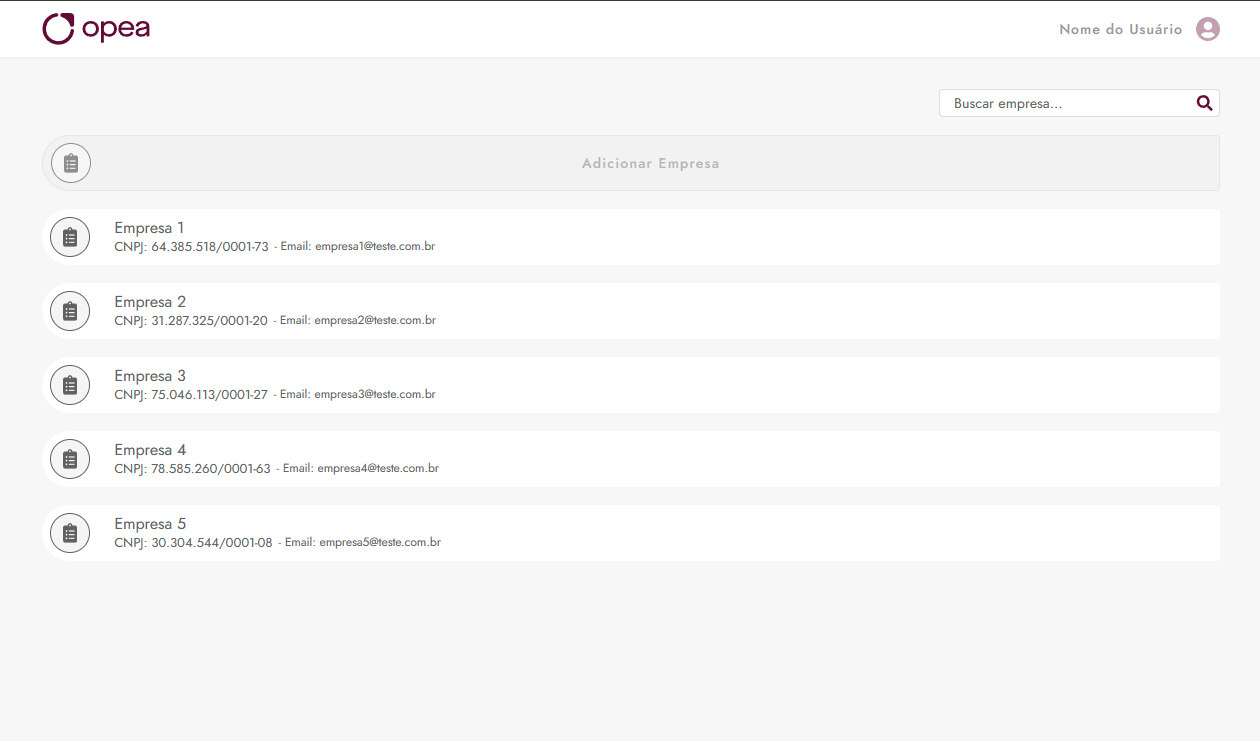 opea
Nome do Usuário
Buscar empresa...
Adicionar Empresa
Empresa 1
CNPJ: 64.385.518/0001-73 - Email: empresa1@teste.com.br
Empresa 2
CNPJ: 31.287.325/0001-20 - Email: empresa2@teste.com.br
Empresa 3
CNPJ: 75.046.113/0001-27 - Email: empresa3@teste.com.br
Empresa 4
CNPJ: 78.585.260/0001-63 - Email: empresa4@teste.com.br
Empresa 5
CNPJ: 30.304.544/0001-08 - Email: empresa5@teste.com.br